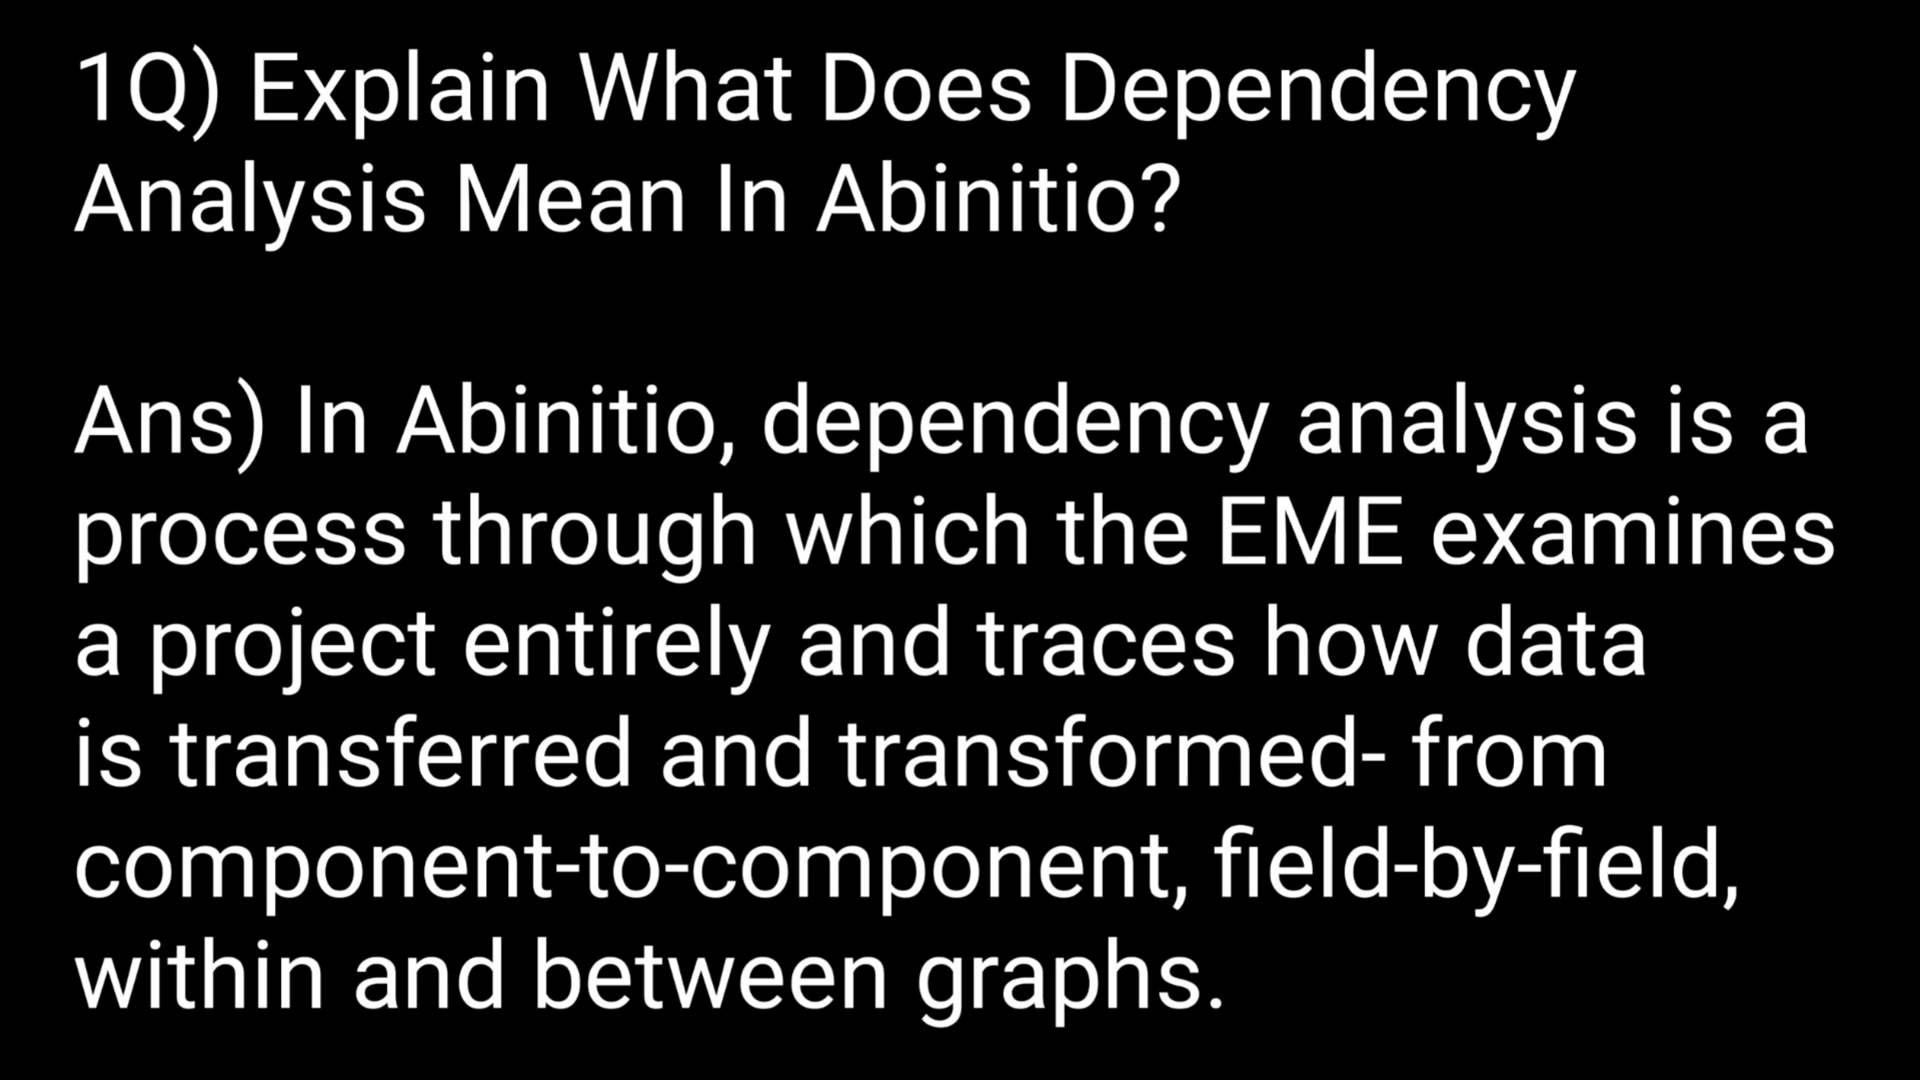 1Q) Explain What Does Dependency
Analysis Mean In Abinitio?
Ans) In Abinitio, dependency analysis is a
process through which the EME examines
a project entirely and traces how data
is transferred and transformed- from
component-to-component, field-by-field,
within and between graphs.